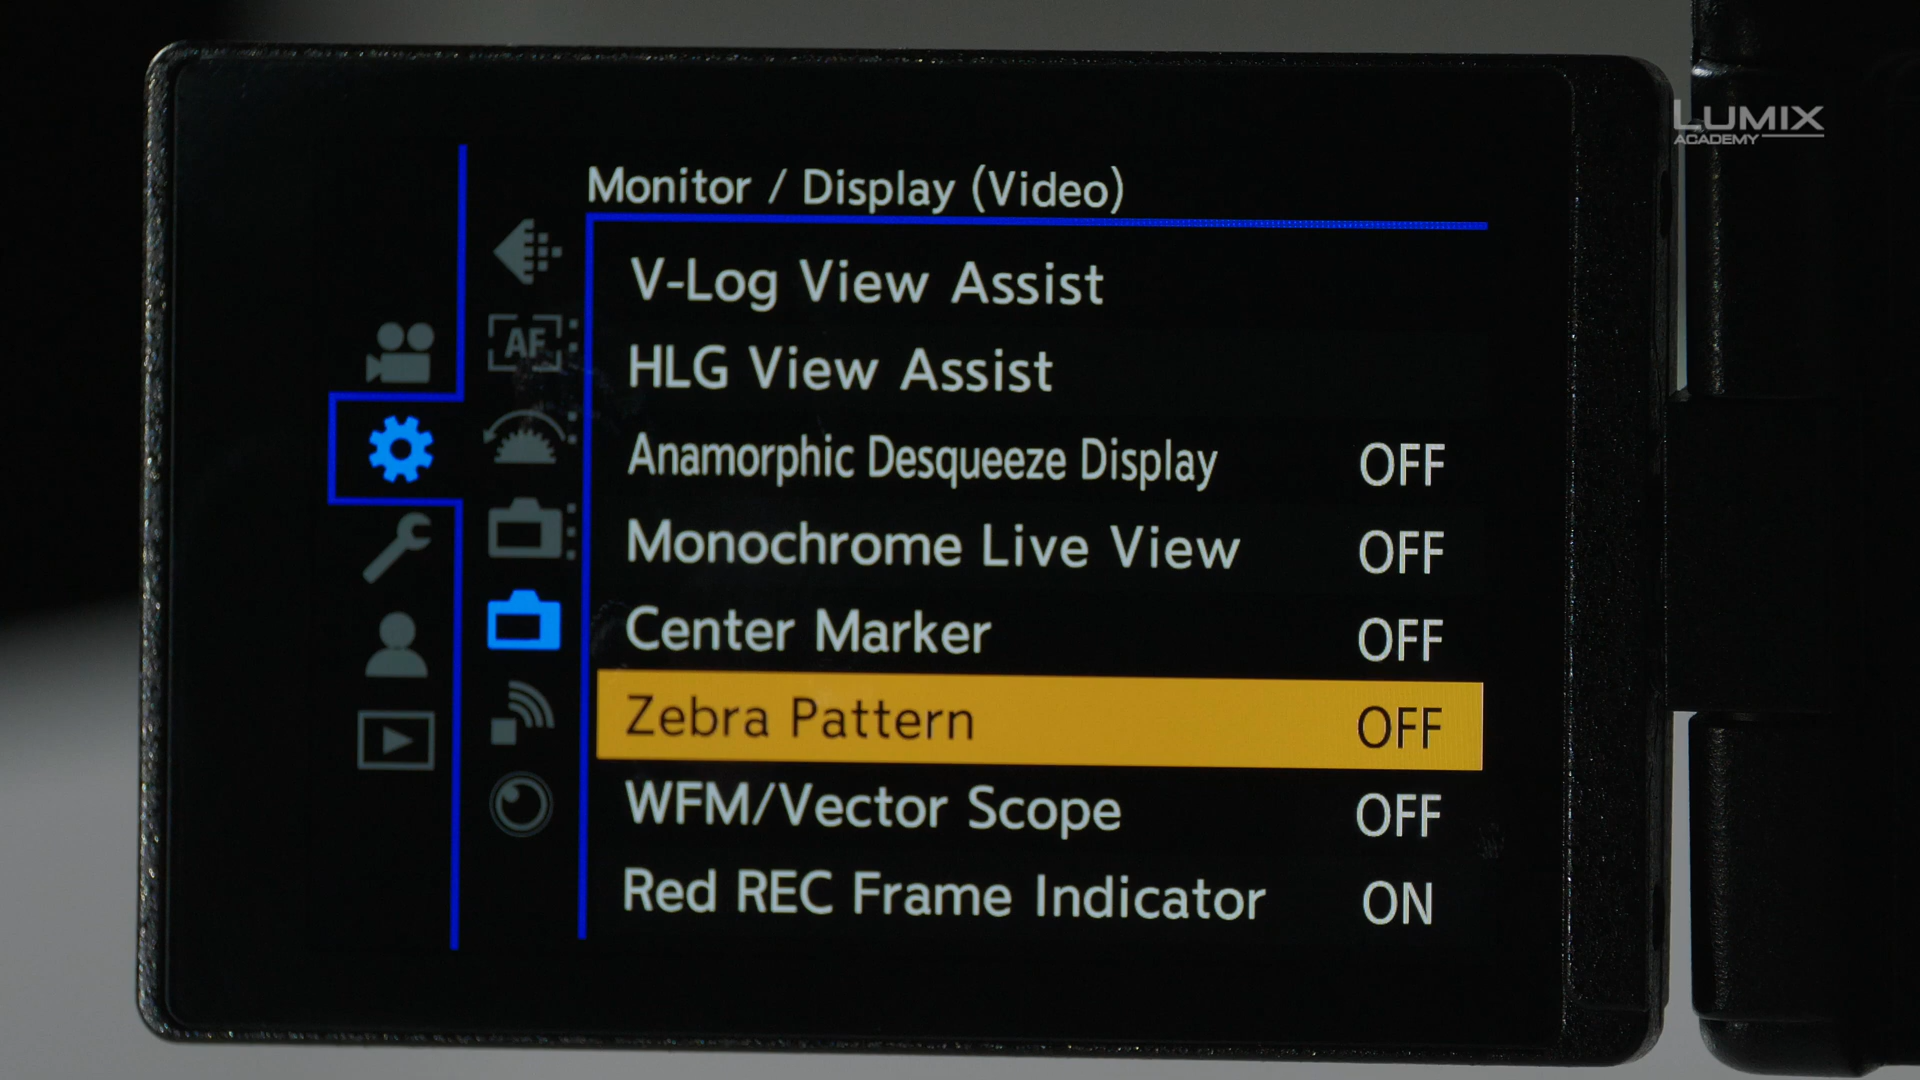 LUMIX
ACADEMY
Monitor / Display (Video)
V-Log View Assist
HLG View Assist
AF
Anamorphic Desqueeze Display OFF
Monochrome Live View OFF
Center Marker OFF
Zebra Pattern OFF
WFM/Vector Scope OFF
Red REC Frame Indicator ON